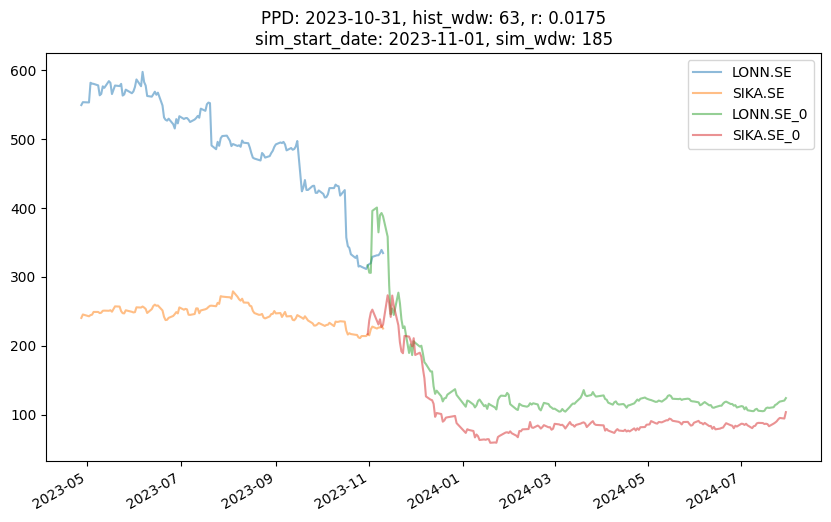 PPD: 2023-10-31, hist_wdw: 63, r: 0.0175
sim_start_date: 2023-11-01, sim_wdw: 185
LONN.SE
SIKA.SE
LONN.SE_0
SIKA.SE_0
600
500
400
300
200
100
2023-05
2023-07
2023-09
2023-11
2024-01
2024-03
2024-05
2024-07